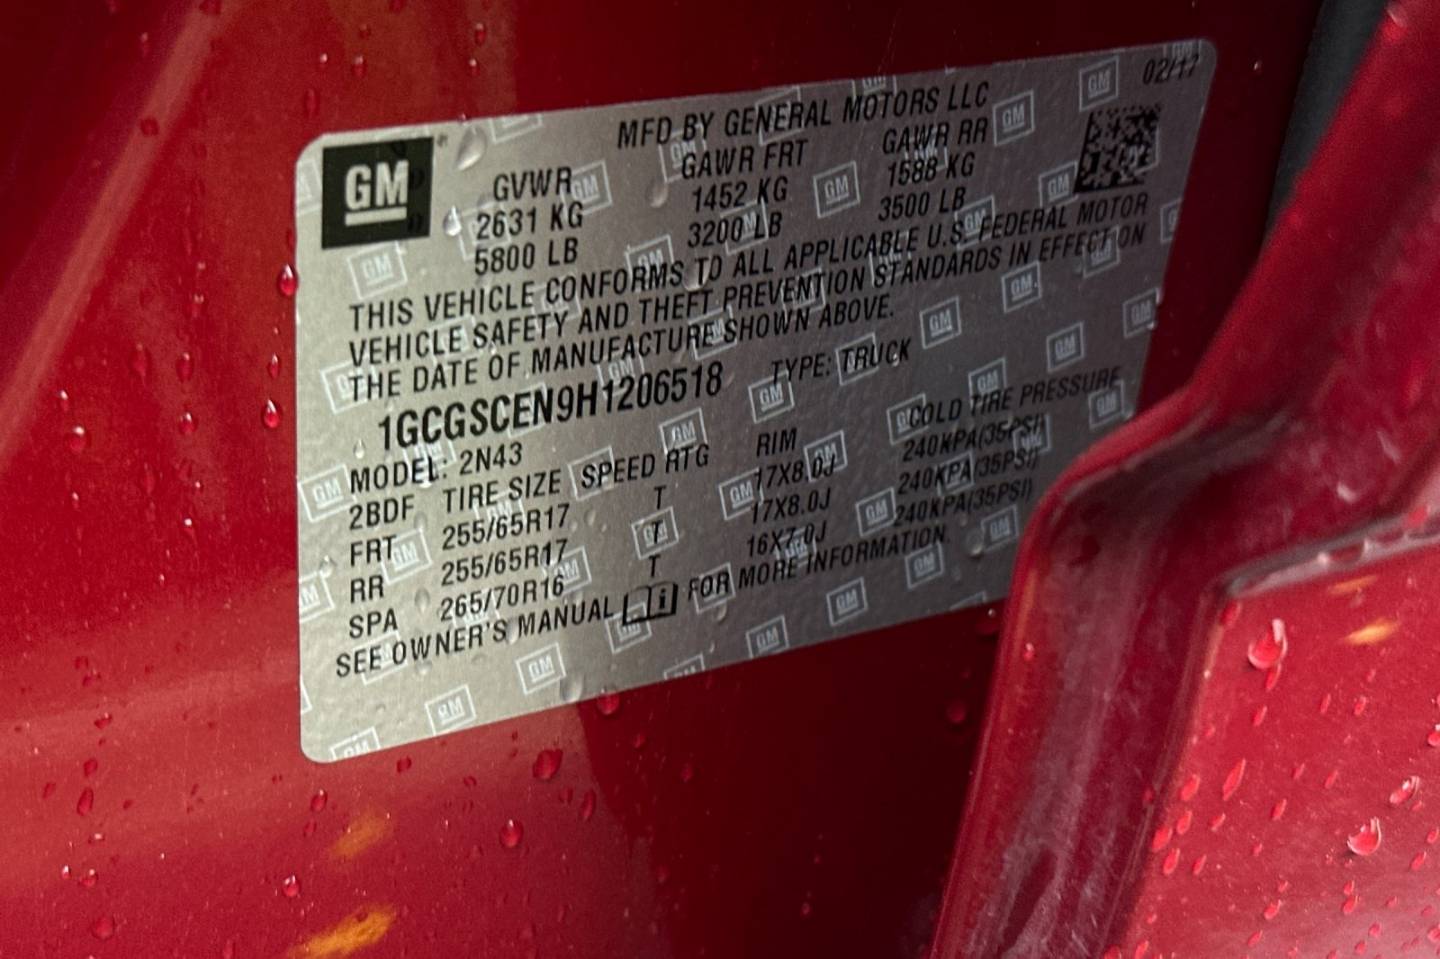 MFD BY GENERAL MOTORS LLC 02/17
GM GVWR GAWR FRT GAWR RR
2631 KG 1452 KG 1588 KG
5800 LB 3200 LB 3500 LB
THIS VEHICLE CONFORMS TO ALL APPLICABLE U.S. FEDERAL MOTOR
VEHICLE SAFETY AND THEFT PREVENTION STANDARDS IN EFFECT ON
THE DATE OF MANUFACTURE SHOWN ABOVE.
1GCGSCEN9H1206518 TYPE: TRUCK
MODEL: 2N43
2BDF TIRE SIZE SPEED RTG RIM COLD TIRE PRESSURE
FRT 255/65R17 T 17X8.0J 240KPA(35PSI)
RR 255/65R17 T 17X8.0J 240KPA(35PSI)
SPA 265/70R16 T 16X7.0J 240KPA(35PSI)
SEE OWNER'S MANUAL FOR MORE INFORMATION.